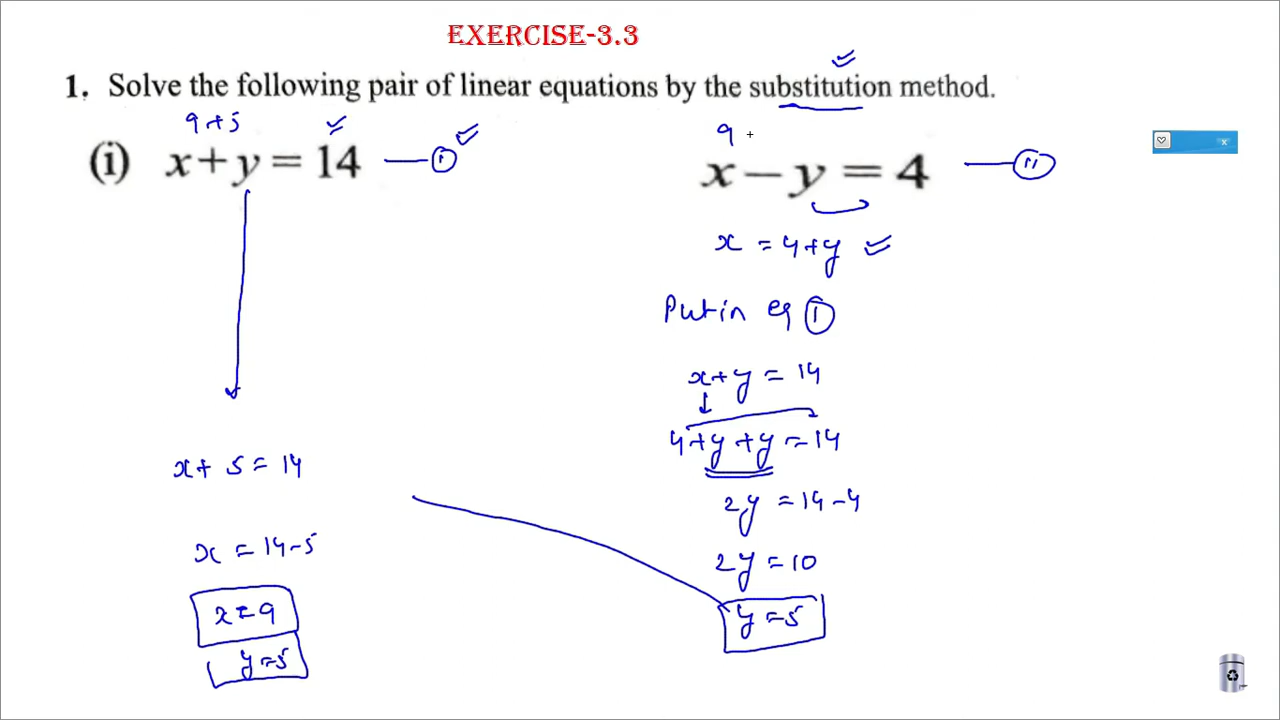 EXERCISE-3.3
1. Solve the following pair of linear equations by the substitution method.
9+5
(i) x+y=14 — ①
x+5=14
x=14-5
x=9
y=5
9
x−y=4 — (11)
x=4+y
Put in eq ①
x+y=14
4+y+y=14
2y=14-4
2y=10
y=5